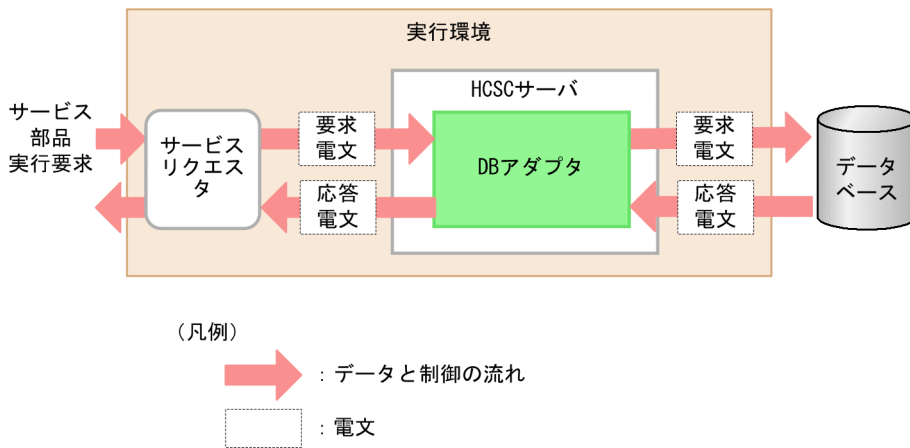 実行環境
HCSCサーバ
サービス
部品
実行要求
サービス
リクエス
タ
要求
電文
応答
電文
DBアダプタ
要求
電文
応答
電文
データ
ベース
(凡例)
：データと制御の流れ
：電文